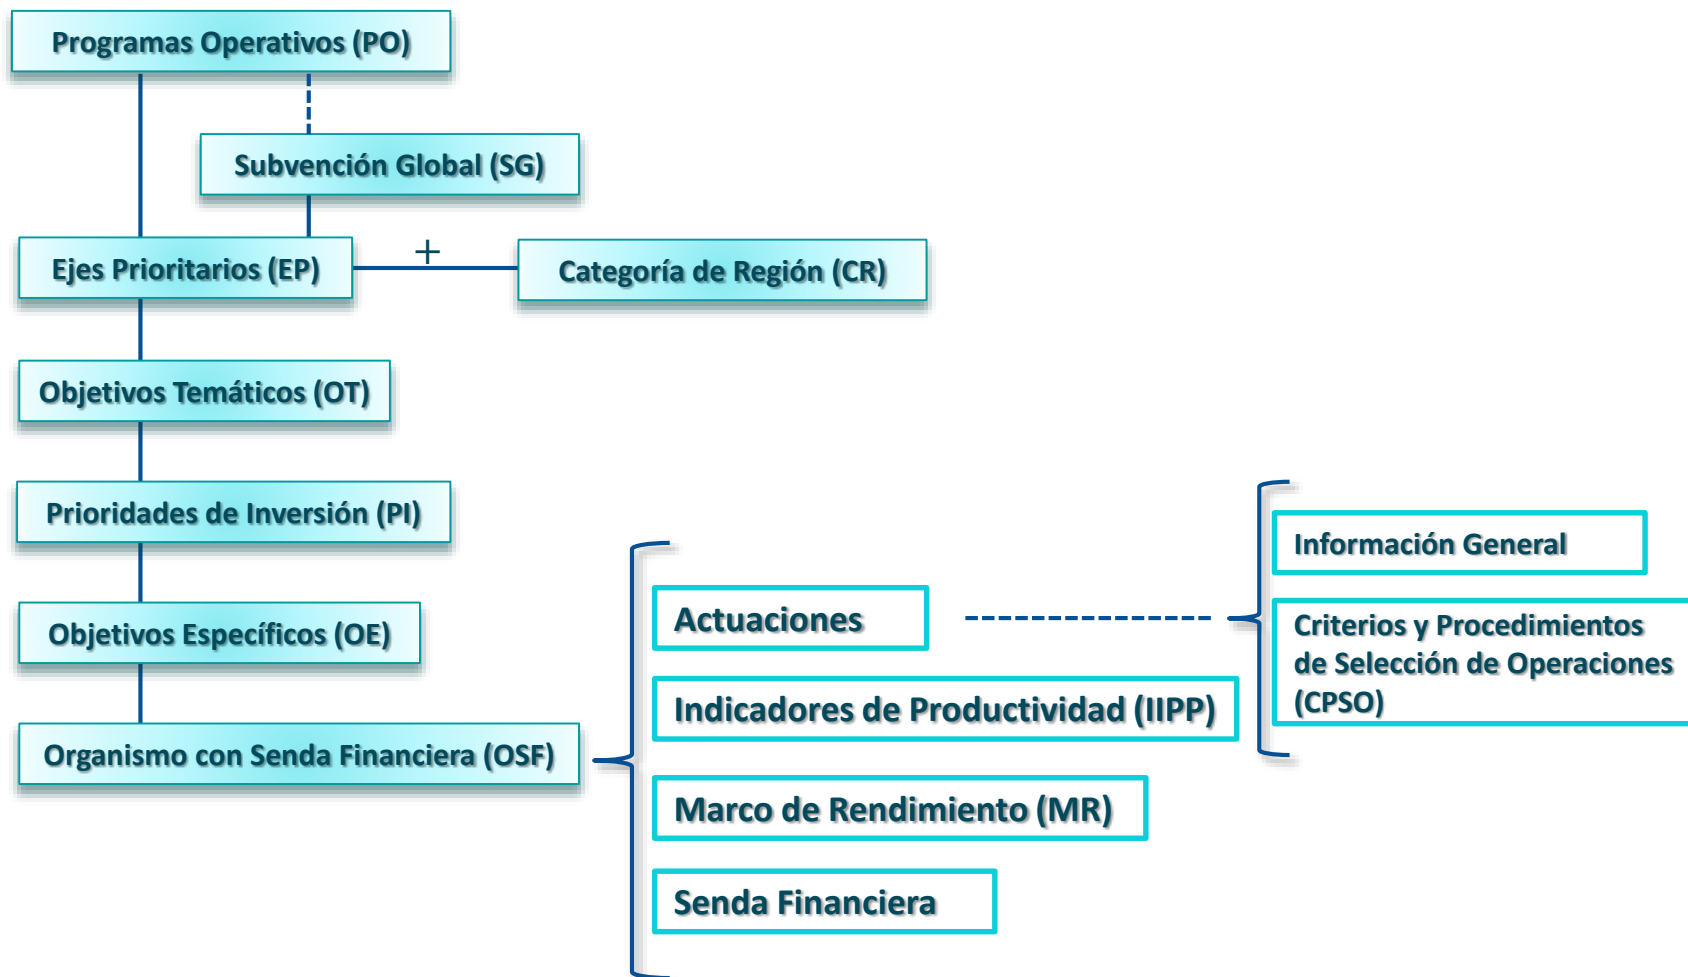 Programas Operativos (PO)
Subvención Global (SG)
Ejes Prioritarios (EP)
+
Categoría de Región (CR)
Objetivos Temáticos (OT)
Prioridades de Inversión (PI)
Objetivos Específicos (OE)
Organismo con Senda Financiera (OSF)
Actuaciones
Indicadores de Productividad (IIPP)
Marco de Rendimiento (MR)
Senda Financiera
Información General
Criterios y Procedimientos
de Selección de Operaciones
(CPSO)